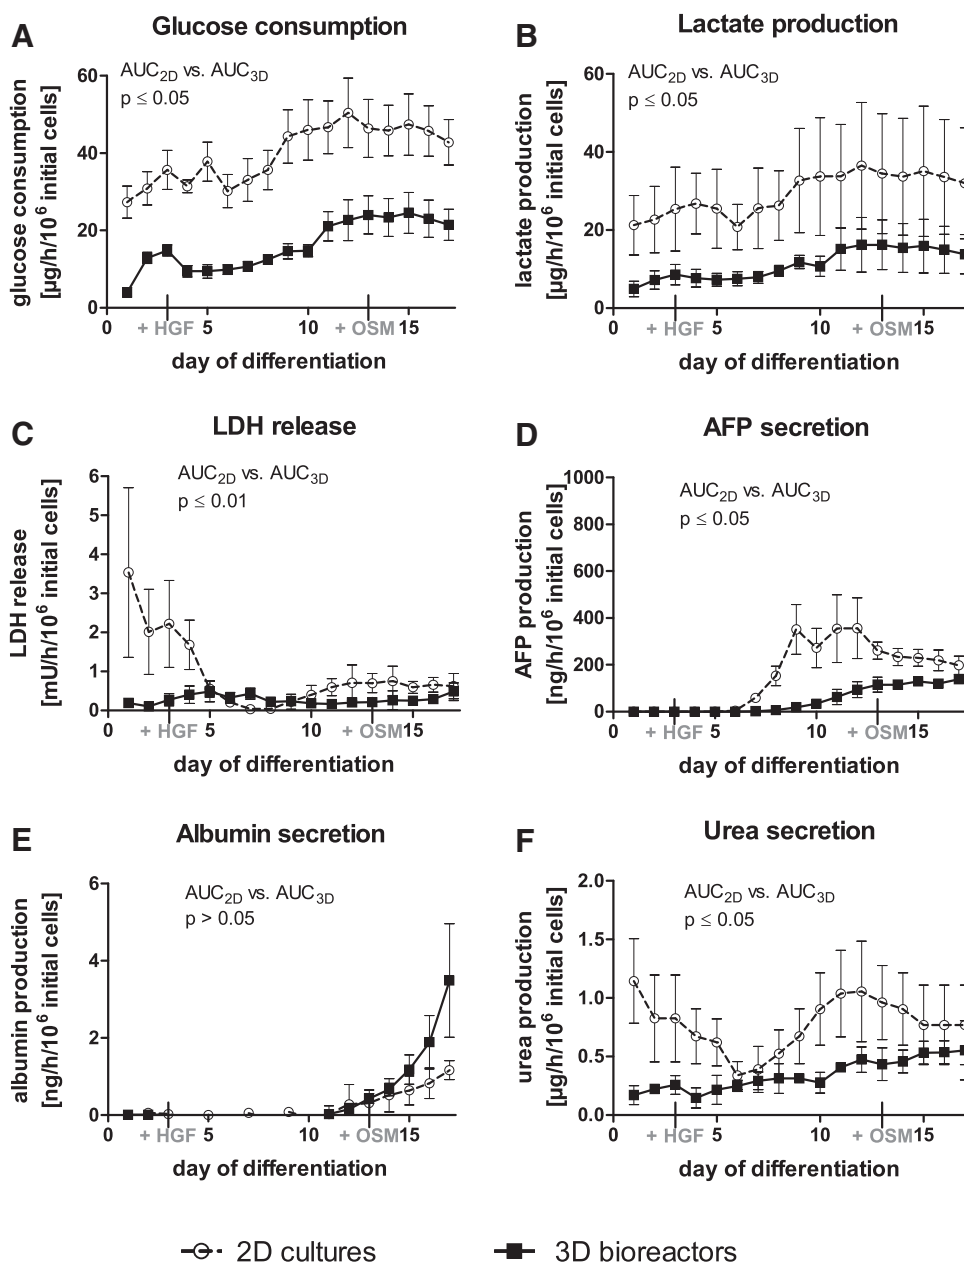 A
Glucose consumption
AUC2D vs. AUC3D
p ≤ 0.05
glucose consumption
[µg/h/10^6 initial cells]
60
40
20
0
0 + HGF 5 10 + OSM 15
day of differentiation
B
Lactate production
AUC2D vs. AUC3D
p ≤ 0.05
lactate production
[µg/h/10^6 initial cells]
60
40
20
0
0 + HGF 5 10 + OSM 15
day of differentiation
C
LDH release
AUC2D vs. AUC3D
p ≤ 0.01
LDH release
[mU/h/10^6 initial cells]
6
5
4
3
2
1
0
0 + HGF 5 10 + OSM 15
day of differentiation
D
AFP secretion
AUC2D vs. AUC3D
p ≤ 0.05
AFP production
[ng/h/10^6 initial cells]
1000
800
600
400
200
0
0 + HGF 5 10 + OSM 15
day of differentiation
E
Albumin secretion
AUC2D vs. AUC3D
p > 0.05
albumin production
[ng/h/10^6 initial cells]
6
4
2
0
0 + HGF 5 10 + OSM 15
day of differentiation
F
Urea secretion
AUC2D vs. AUC3D
p ≤ 0.05
urea production
[µg/h/10^6 initial cells]
2.0
1.5
1.0
0.5
0.0
0 + HGF 5 10 + OSM 15
day of differentiation
2D cultures
3D bioreactors